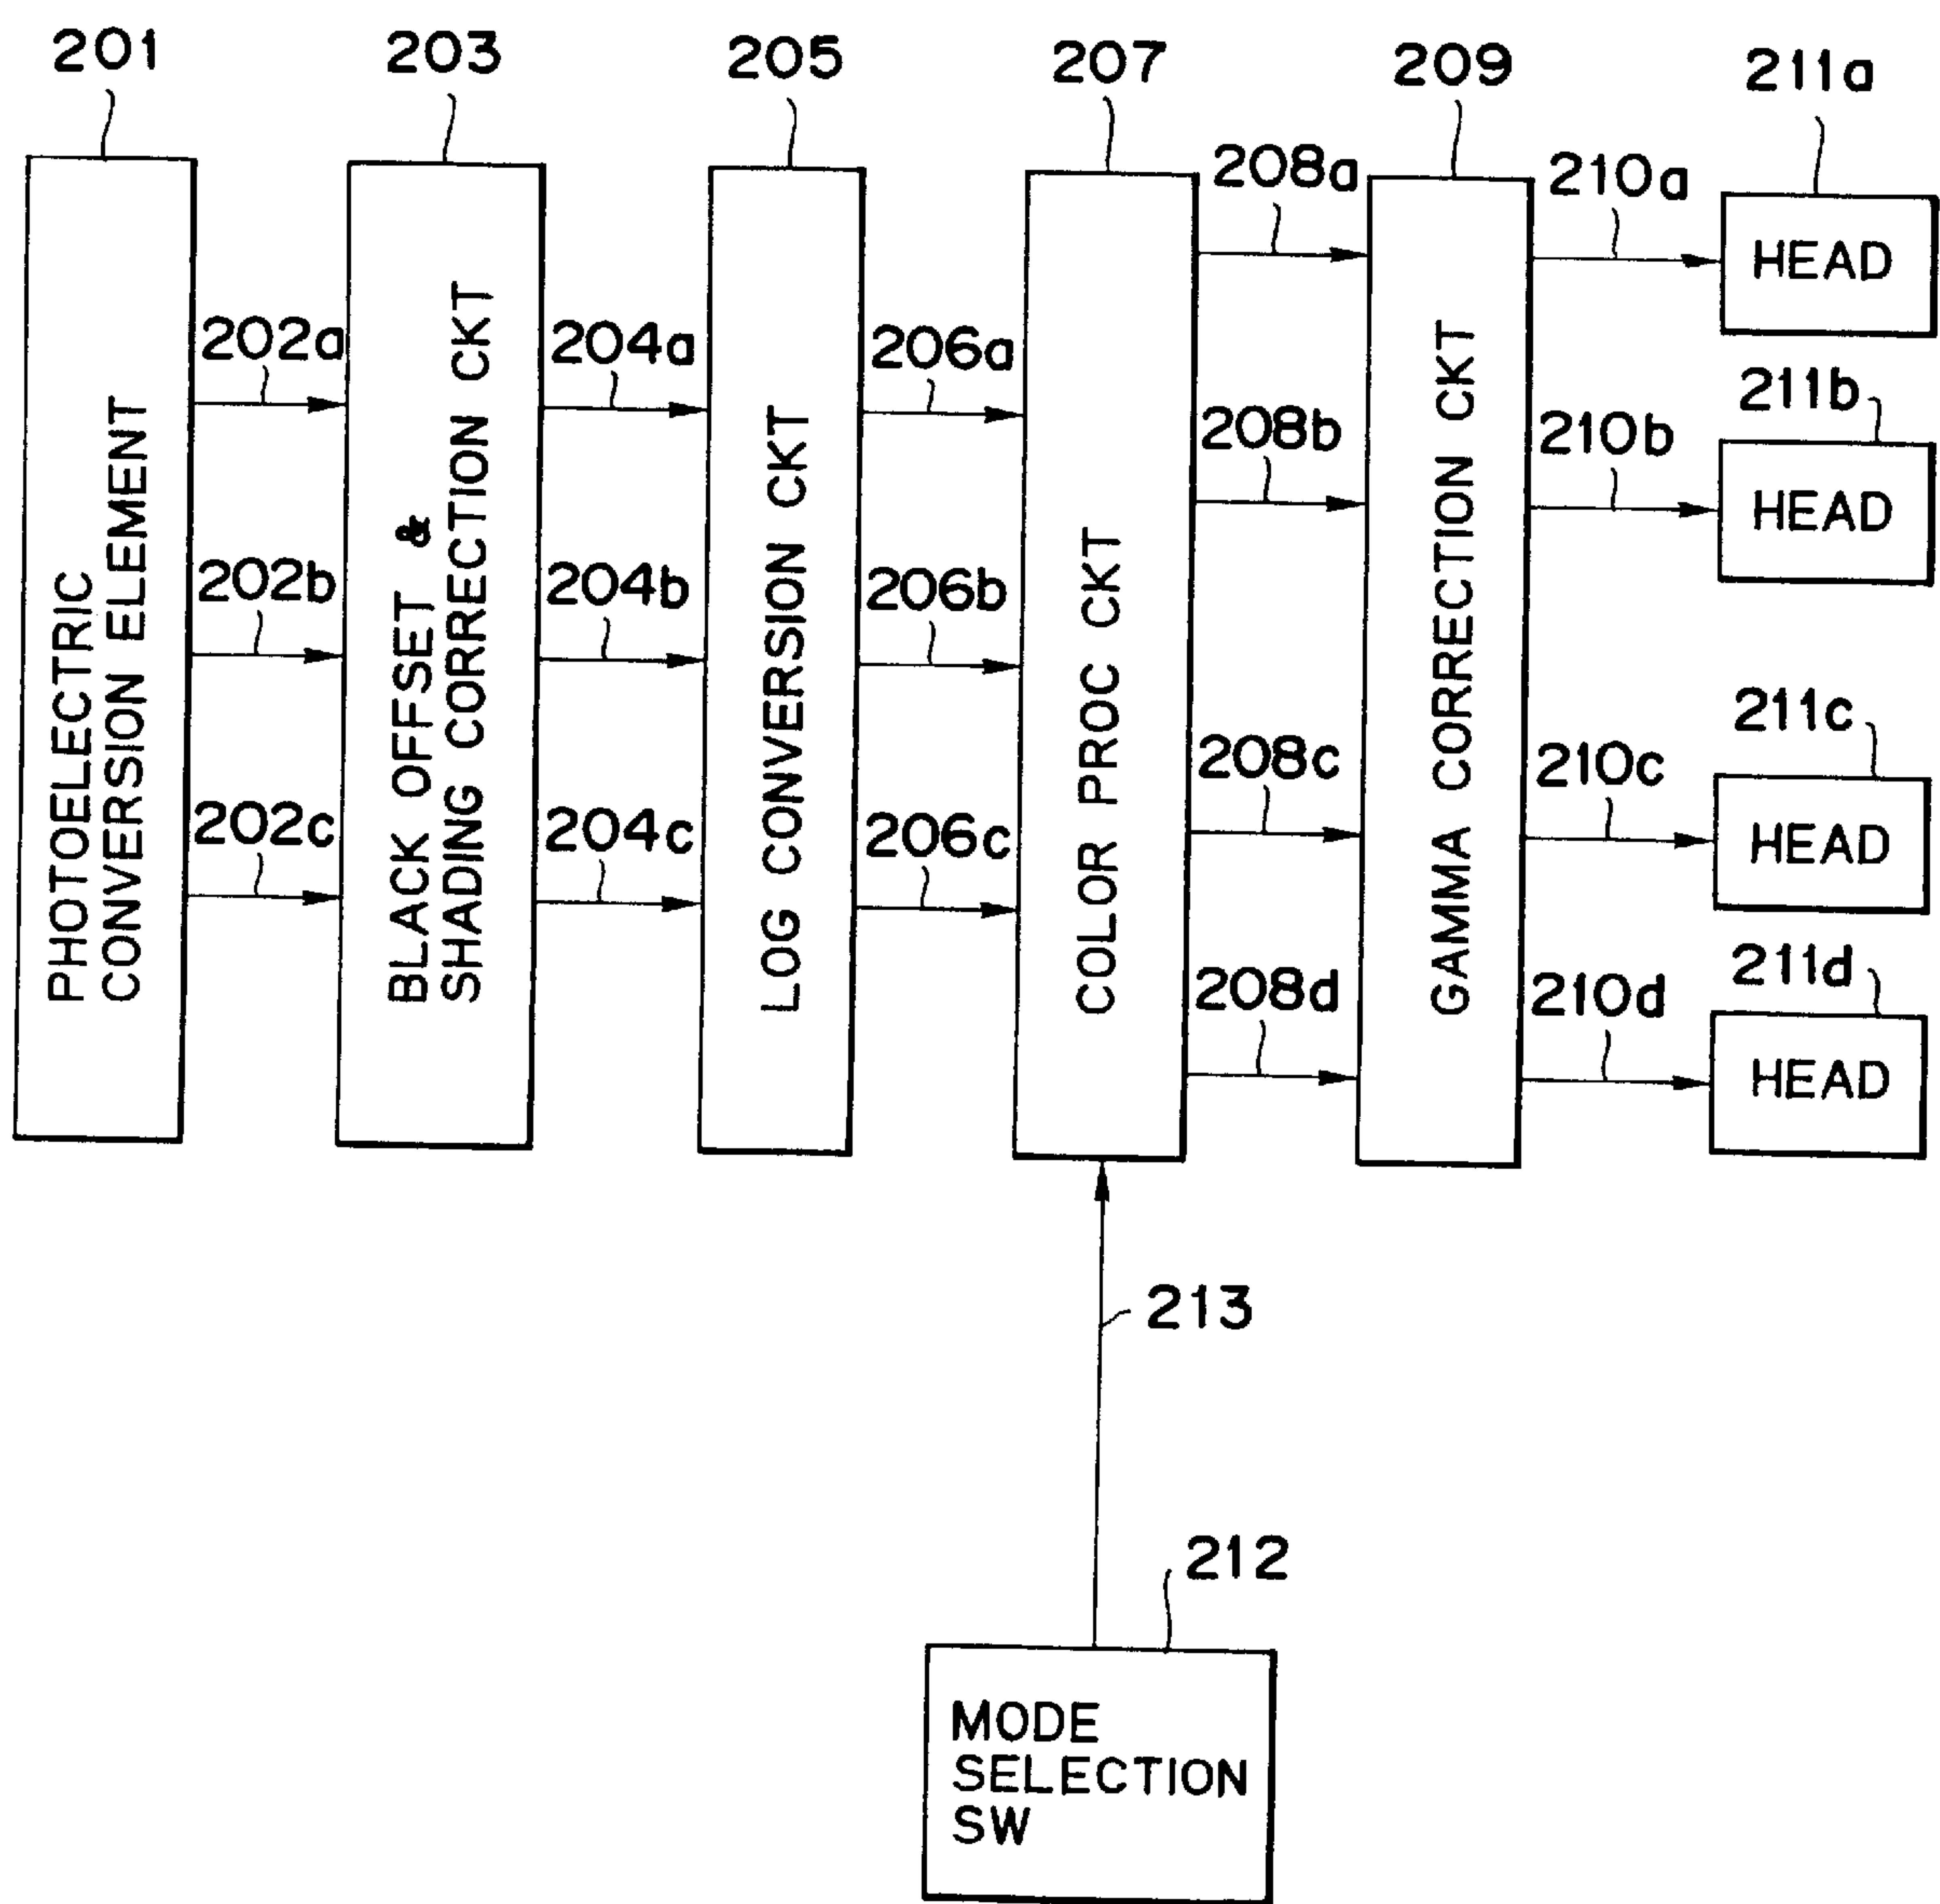 201
203
205
207
209
211a
208a
210a
HEAD
202a
204a
206a
211b
208b
210b
HEAD
202b
204b
206b
211c
208c
210c
HEAD
202c
204c
206c
211d
208d
210d
HEAD
PHOTOELECTRIC
CONVERSION ELEMENT
BLACK OFFSET &
SHADING CORRECTION CKT
LOG CONVERSION CKT
COLOR PROC CKT
GAMMA CORRECTION CKT
213
212
MODE
SELECTION
SW